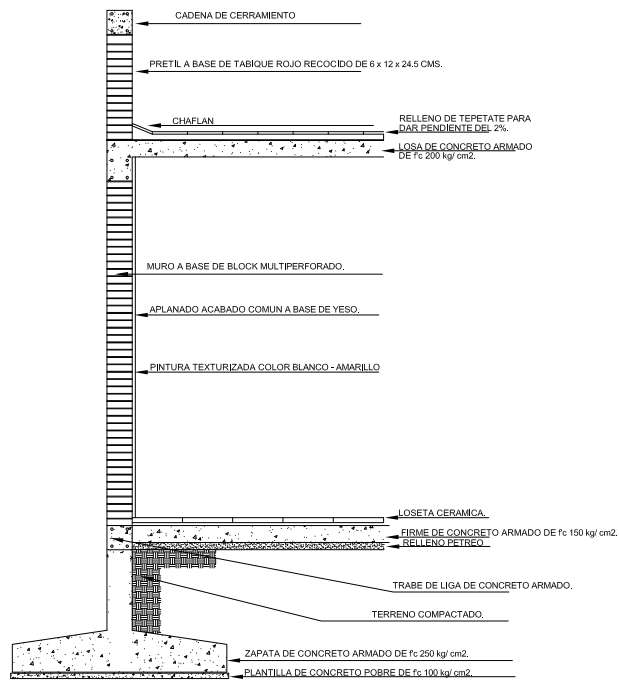 CADENA DE CERRAMIENTO
PRETIL A BASE DE TABIQUE ROJO RECOCIDO DE 6 x 12 x 24.5 CMS.
CHAFLAN
RELLENO DE TEPETATE PARA
DAR PENDIENTE DEL 2%.
LOSA DE CONCRETO ARMADO
DE f'c 200 kg/ cm2.
MURO A BASE DE BLOCK MULTIPERFORADO.
APLANADO ACABADO COMUN A BASE DE YESO.
PINTURA TEXTURIZADA COLOR BLANCO - AMARILLO
LOSETA CERAMICA.
FIRME DE CONCRETO ARMADO DE f'c 150 kg/ cm2.
RELLENO PETREO
TRABE DE LIGA DE CONCRETO ARMADO.
TERRENO COMPACTADO.
ZAPATA DE CONCRETO ARMADO DE f'c 250 kg/ cm2.
PLANTILLA DE CONCRETO POBRE DE f'c 100 kg/ cm2.